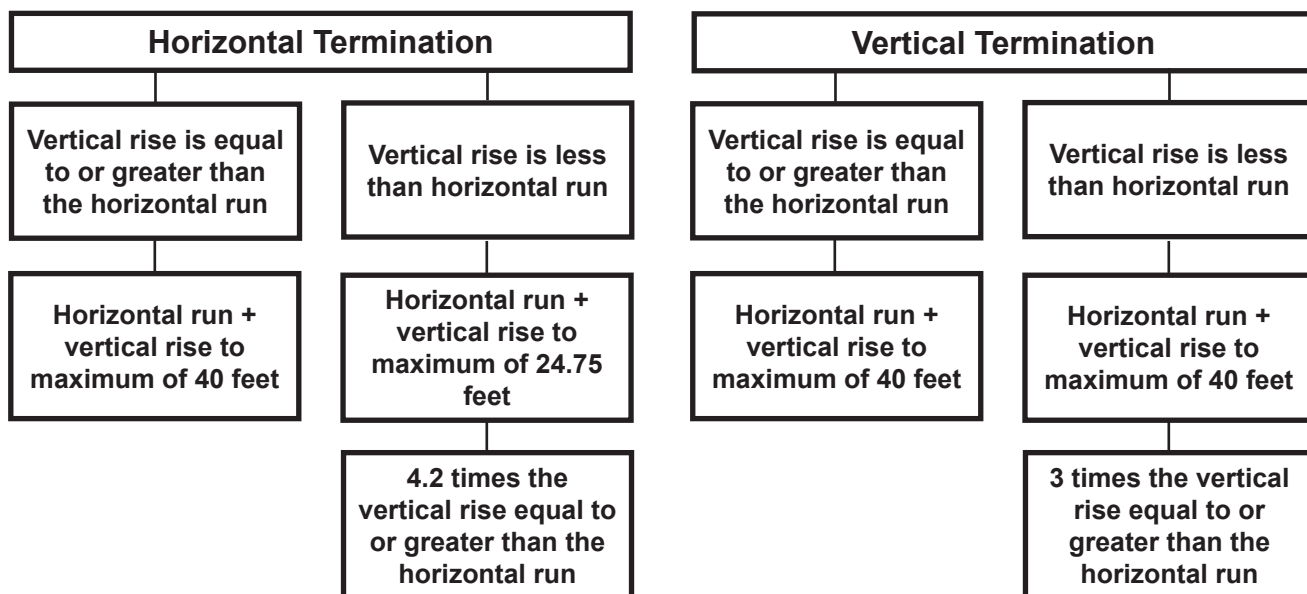 Horizontal Termination
Vertical rise is equal
to or greater than
the horizontal run
Horizontal run +
vertical rise to
maximum of 40 feet
Vertical rise is less
than horizontal run
Horizontal run +
vertical rise to
maximum of 24.75
feet
4.2 times the
vertical rise equal to
or greater than the
horizontal run
Vertical Termination
Vertical rise is equal
to or greater than
the horizontal run
Horizontal run +
vertical rise to
maximum of 40 feet
Vertical rise is less
than horizontal run
Horizontal run +
vertical rise to
maximum of 40 feet
3 times the vertical
rise equal to or
greater than the
horizontal run